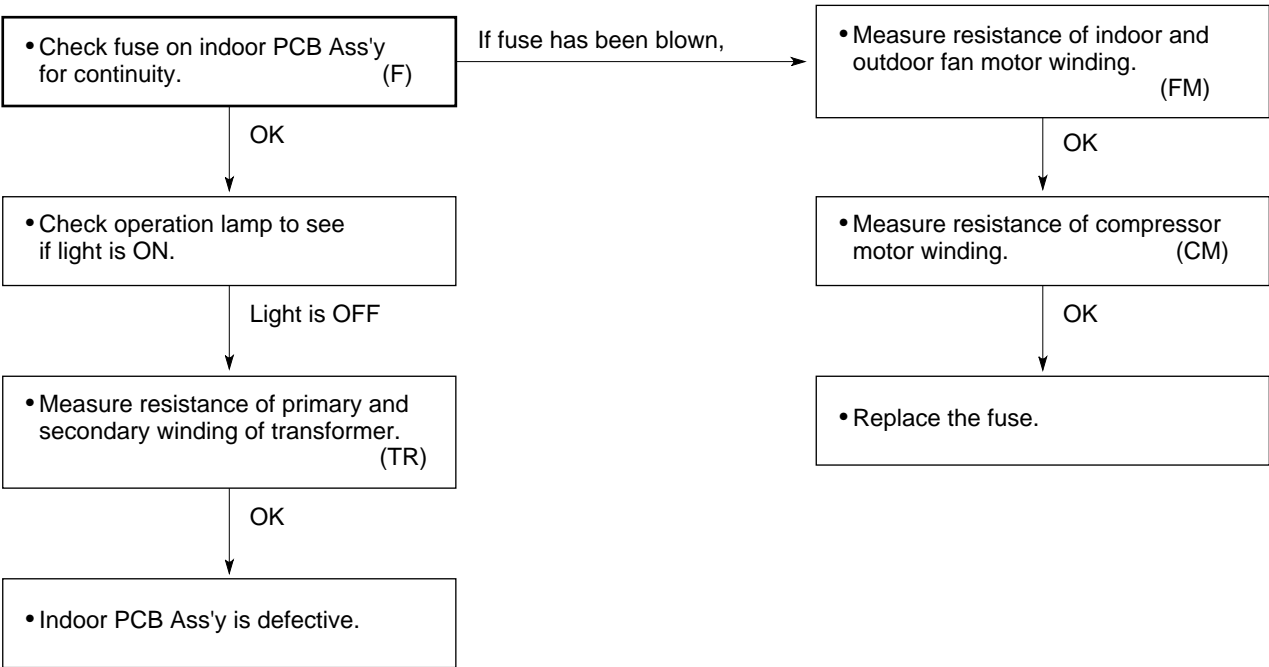 • Check fuse on indoor PCB Ass'y
for continuity. (F)
If fuse has been blown,
• Measure resistance of indoor and
outdoor fan motor winding.
(FM)
OK
OK
• Check operation lamp to see
if light is ON.
• Measure resistance of compressor
motor winding. (CM)
Light is OFF
OK
• Measure resistance of primary and
secondary winding of transformer.
(TR)
• Replace the fuse.
OK
• Indoor PCB Ass'y is defective.